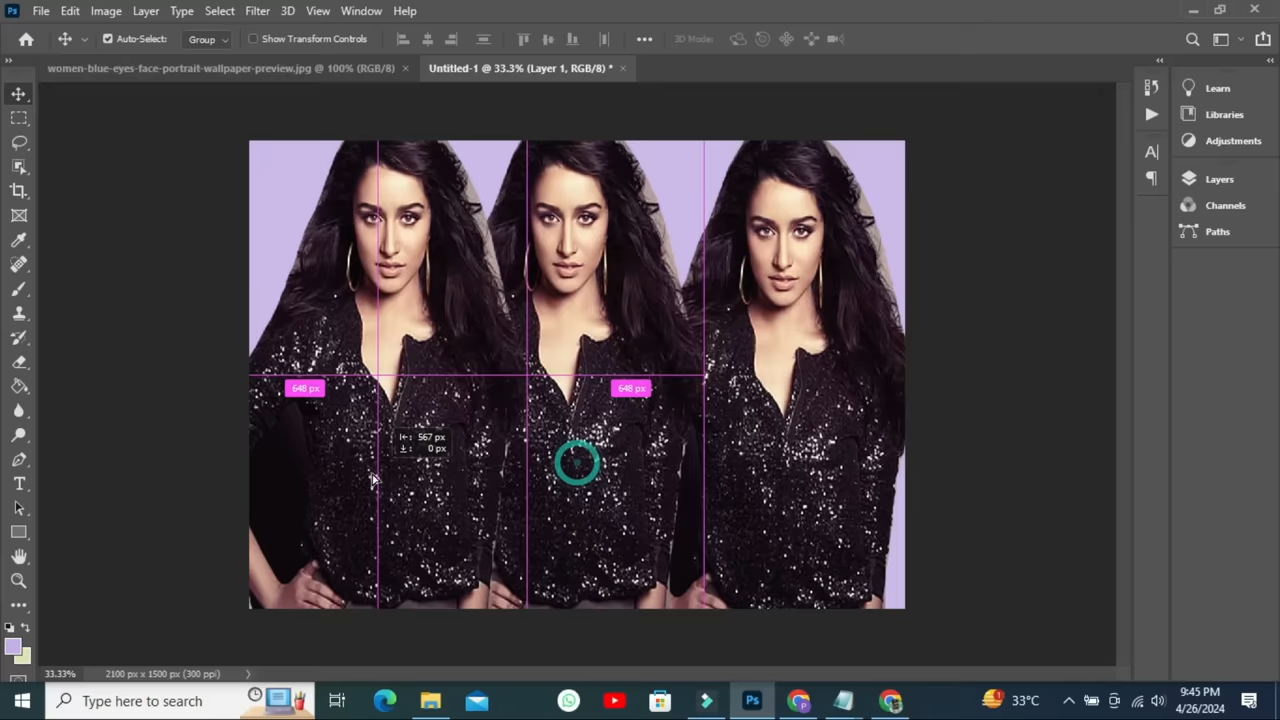 Ps File Edit Image Layer Type Select Filter 3D View Window Help
Auto-Select: Group Show Transform Controls 3D Mode:
women-blue-eyes-face-portrait-wallpaper-preview.jpg @ 100% (RGB/8) × Untitled-1 @ 33.3% (Layer 1, RGB/8) * ×
Learn
Libraries
Adjustments
Layers
Channels
Paths
648 px 648 px
567 px
0 px
33.33% 2100 px x 1500 px (300 ppi)
Type here to search
Ps
33°C
9:45 PM
4/26/2024